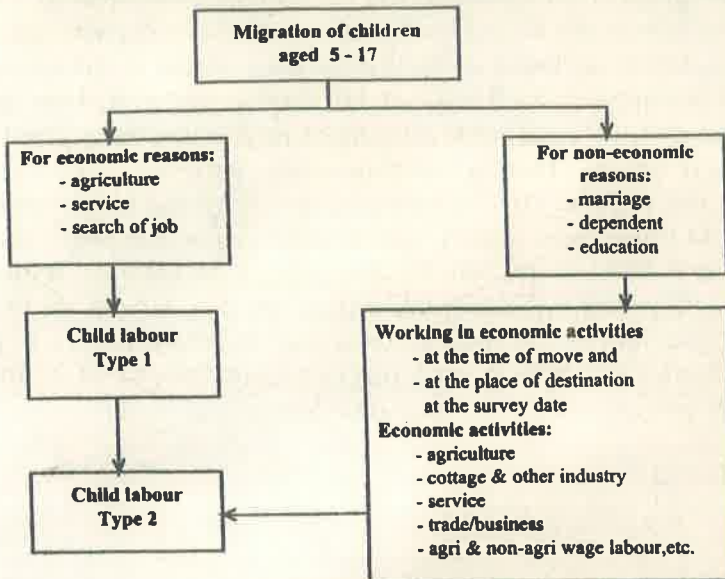 Migration of children
aged 5 - 17
For economic reasons:
- agriculture
- service
- search of job
For non-economic
reasons:
- marriage
- dependent
- education
Child labour
Type 1
Working in economic activities
- at the time of move and
- at the place of destination
at the survey date
Economic activities:
- agriculture
- cottage & other industry
- service
- trade/business
- agri & non-agri wage labour,etc.
Child labour
Type 2